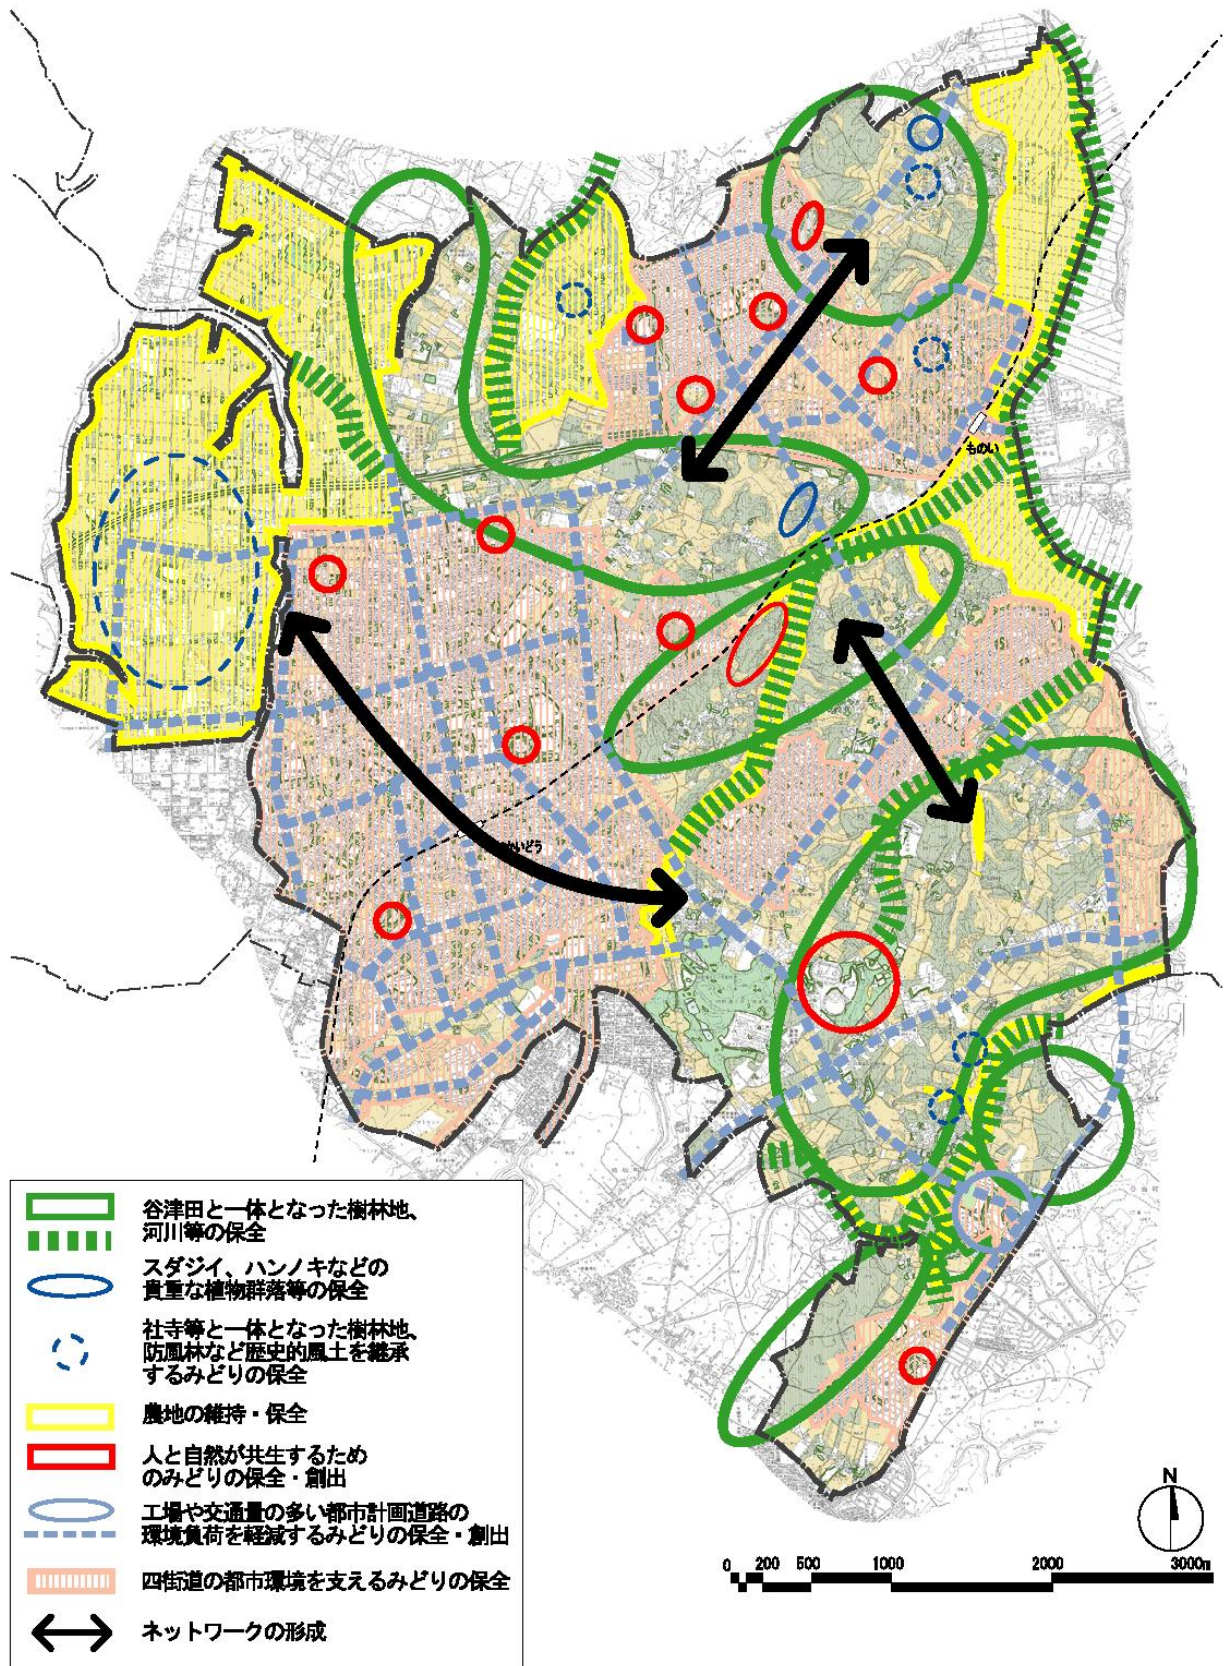 ものい
かいどう
谷津田と一体となった樹林地、
河川等の保全
スダジイ、ハンノキなどの
貴重な植物群落等の保全
社寺等と一体となった樹林地、
防風林など歴史的風土を継承
するみどりの保全
農地の維持・保全
人と自然が共生するため
のみどりの保全・創出
工場や交通量の多い都市計画道路の
環境負荷を軽減するみどりの保全・創出
四街道の都市環境を支えるみどりの保全
ネットワークの形成
N
0 200 500 1000 2000 3000m